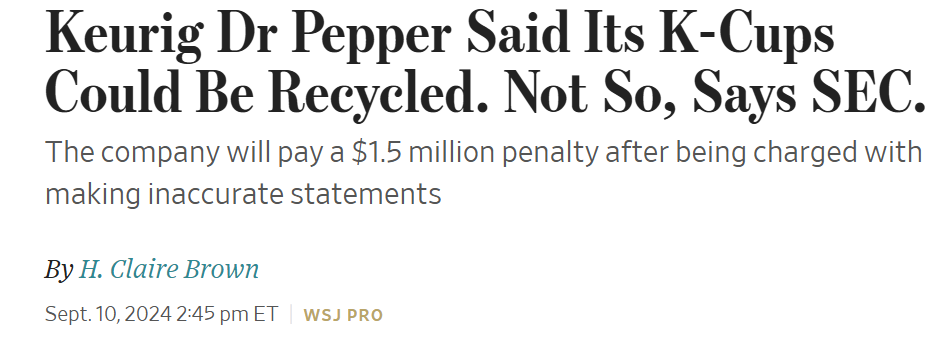 Keurig Dr Pepper Said Its K-Cups
Could Be Recycled. Not So, Says SEC.
The company will pay a $1.5 million penalty after being charged with
making inaccurate statements
By H. Claire Brown
Sept. 10, 2024 2:45 pm ET | WSJ PRO